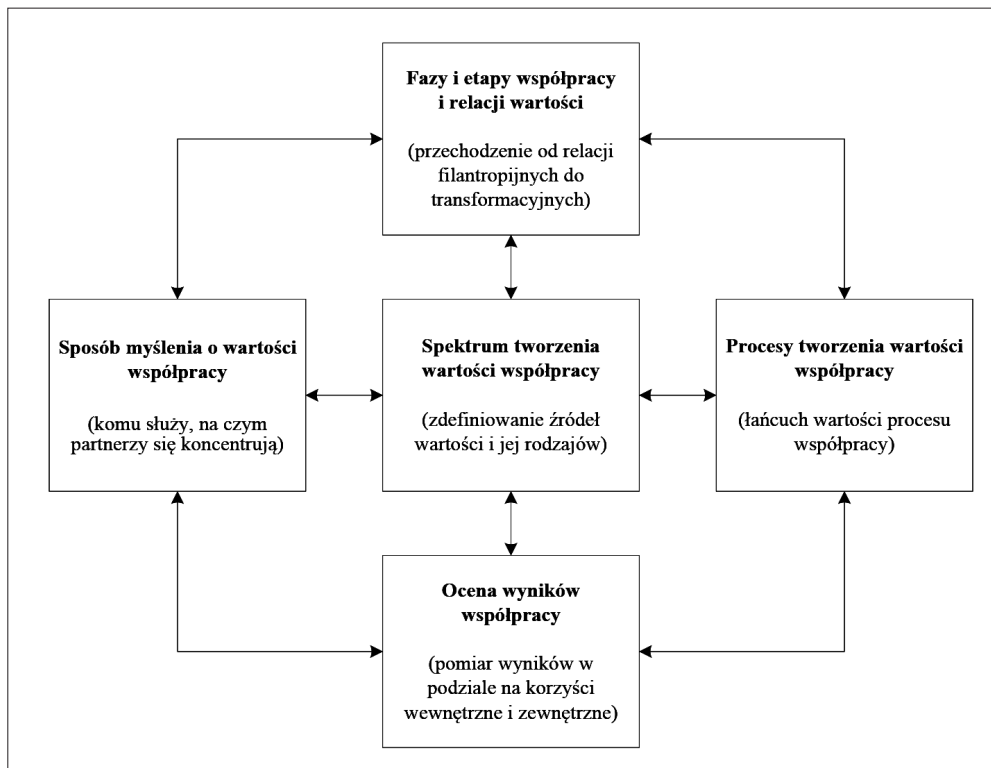 Fazy i etapy współpracy
i relacji wartości
(przechodzenie od relacji
filantropijnych do
transformacyjnych)
Sposób myślenia o wartości
współpracy
(komu służy, na czym
partnerzy się koncentrują)
Spektrum tworzenia
wartości współpracy
(zdefiniowanie źródeł
wartości i jej rodzajów)
Procesy tworzenia wartości
współpracy
(łańcuch wartości procesu
współpracy)
Ocena wyników
współpracy
(pomiar wyników w
podziale na korzyści
wewnętrzne i zewnętrzne)